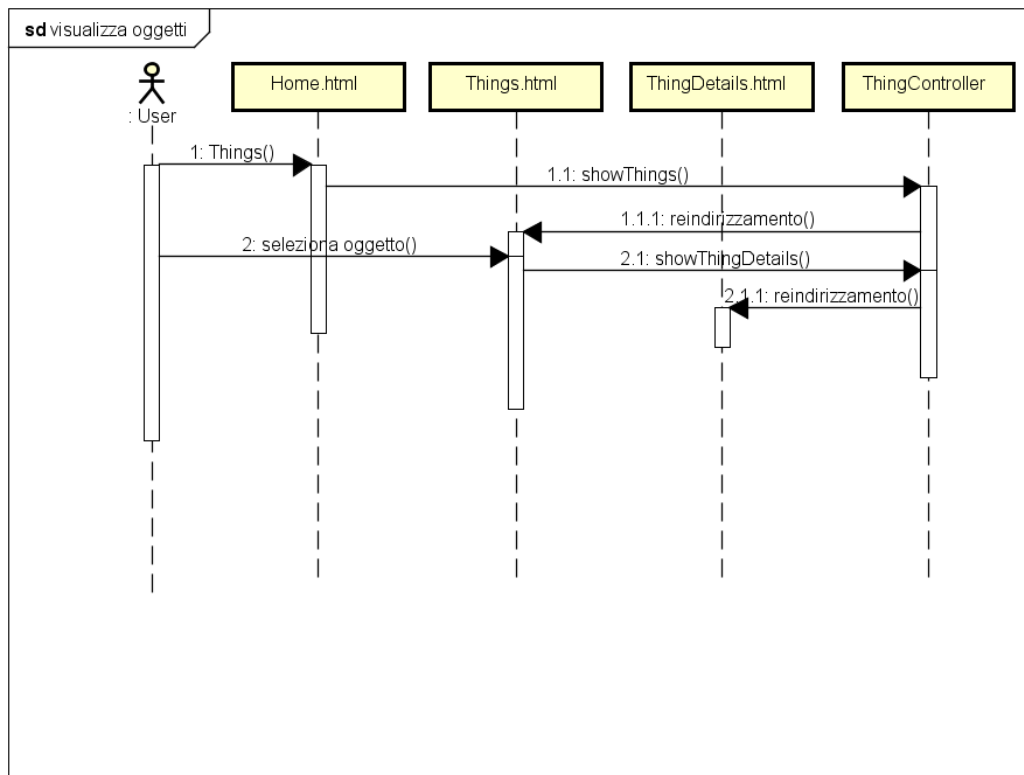 sd visualizza oggetti
: User
Home.html
Things.html
ThingDetails.html
ThingController
1: Things()
1.1: showThings()
1.1.1: reindirizzamento()
2: seleziona oggetto()
2.1: showThingDetails()
2.1.1: reindirizzamento()